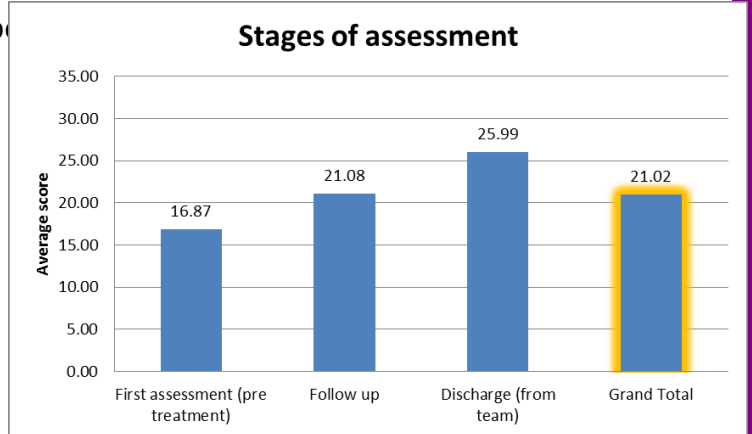 Stages of assessment
35.00
30.00
25.00
20.00
15.00
10.00
5.00
0.00
Average score
16.87
21.08
25.99
21.02
First assessment (pre
treatment)
Follow up
Discharge (from
team)
Grand Total